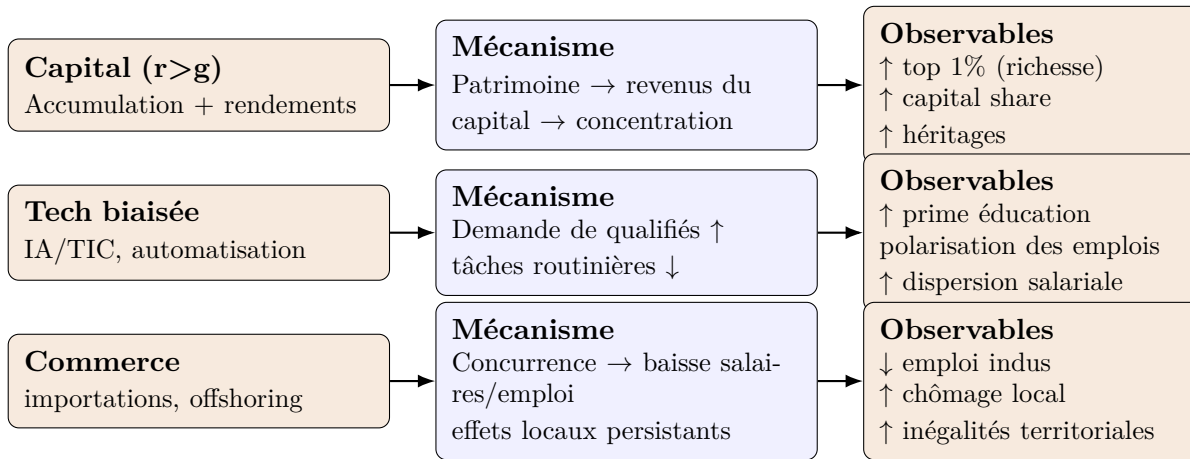 Capital (r>g)
Accumulation + rendements
Mécanisme
Patrimoine → revenus du
capital → concentration
Observables
↑ top 1% (richesse)
↑ capital share
↑ héritages
Tech biaisée
IA/TIC, automatisation
Mécanisme
Demande de qualifiés ↑
tâches routinières ↓
Observables
↑ prime éducation
polarisation des emplois
↑ dispersion salariale
Commerce
importations, offshoring
Mécanisme
Concurrence → baisse salai-
res/emploi
effets locaux persistants
Observables
↓ emploi indus
↑ chômage local
↑ inégalités territoriales